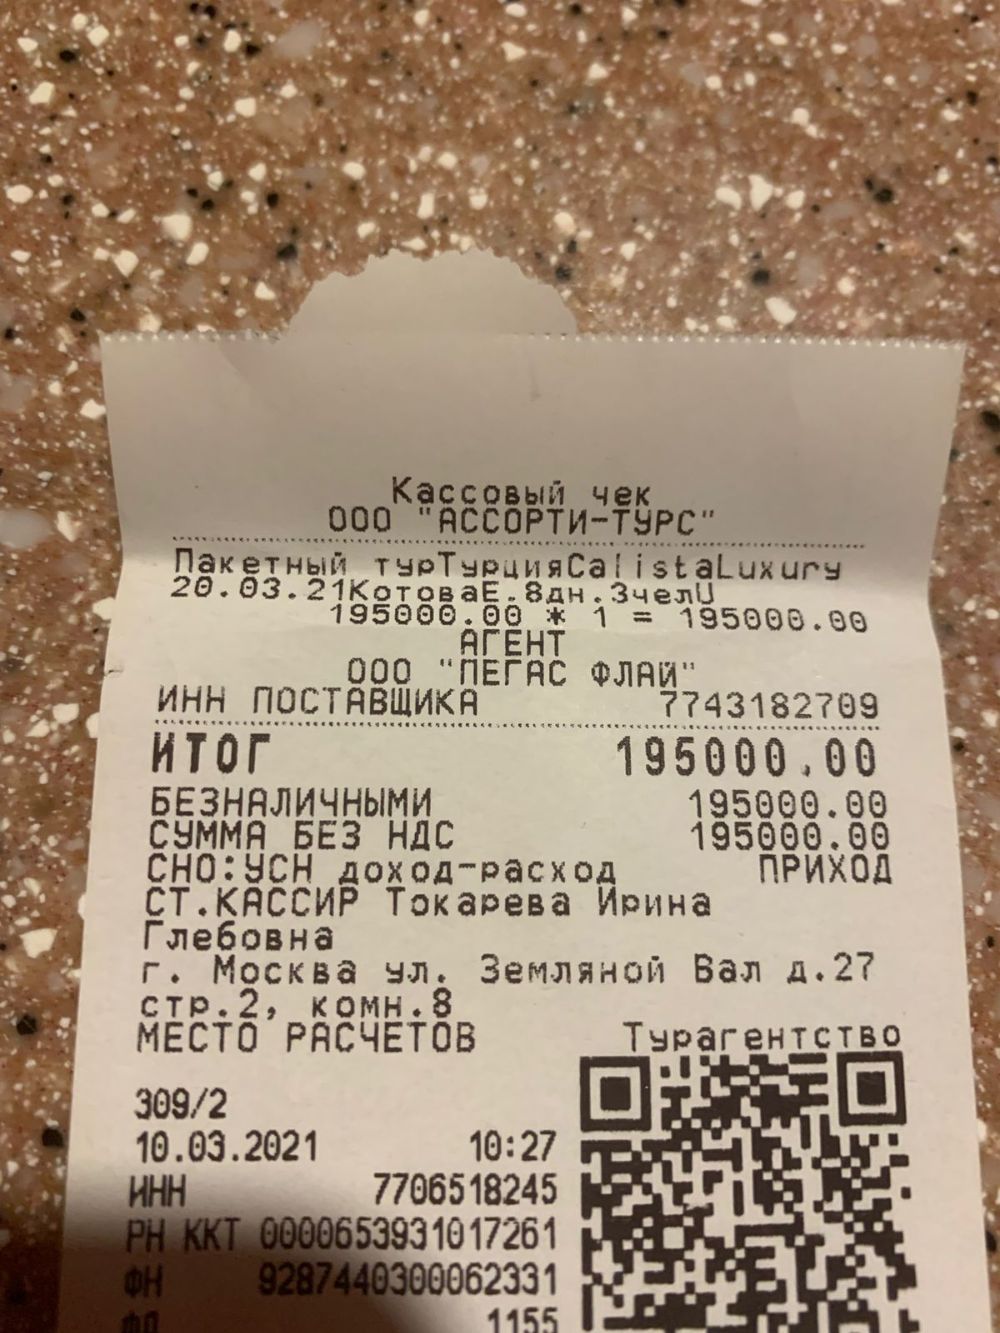 Кассовый чек
ООО "АССОРТИ-ТУРС"
Пакетный турТурцияCalistaLuxury
20.03.21КотоваЕ.8дн.3челU
195000.00 * 1 = 195000.00
АГЕНТ
ООО "ПЕГАС ФЛАЙ"
ИНН ПОСТАВЩИКА 7743182709
ИТОГ 195000.00
БЕЗНАЛИЧНЫМИ 195000.00
СУММА БЕЗ НДС 195000.00
СНО:УСН доход-расход ПРИХОД
СТ.КАССИР Токарева Ирина
Глебовна
г. Москва ул. Земляной Вал д.27
стр.2, комн.8
МЕСТО РАСЧЕТОВ Турагентство
309/2
10.03.2021 10:27
ИНН 7706518245
РН ККТ 0000653931017261
ФН 9287440300062331
ФД 1155